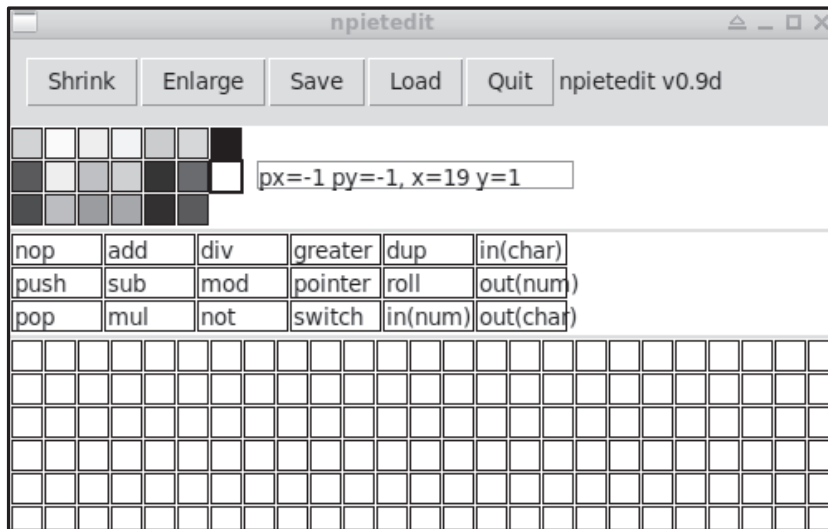 npietedit
Shrink Enlarge Save Load Quit npietedit v0.9d
px=-1 py=-1, x=19 y=1
nop add div greater dup in(char)
push sub mod pointer roll out(num)
pop mul not switch in(num) out(char)